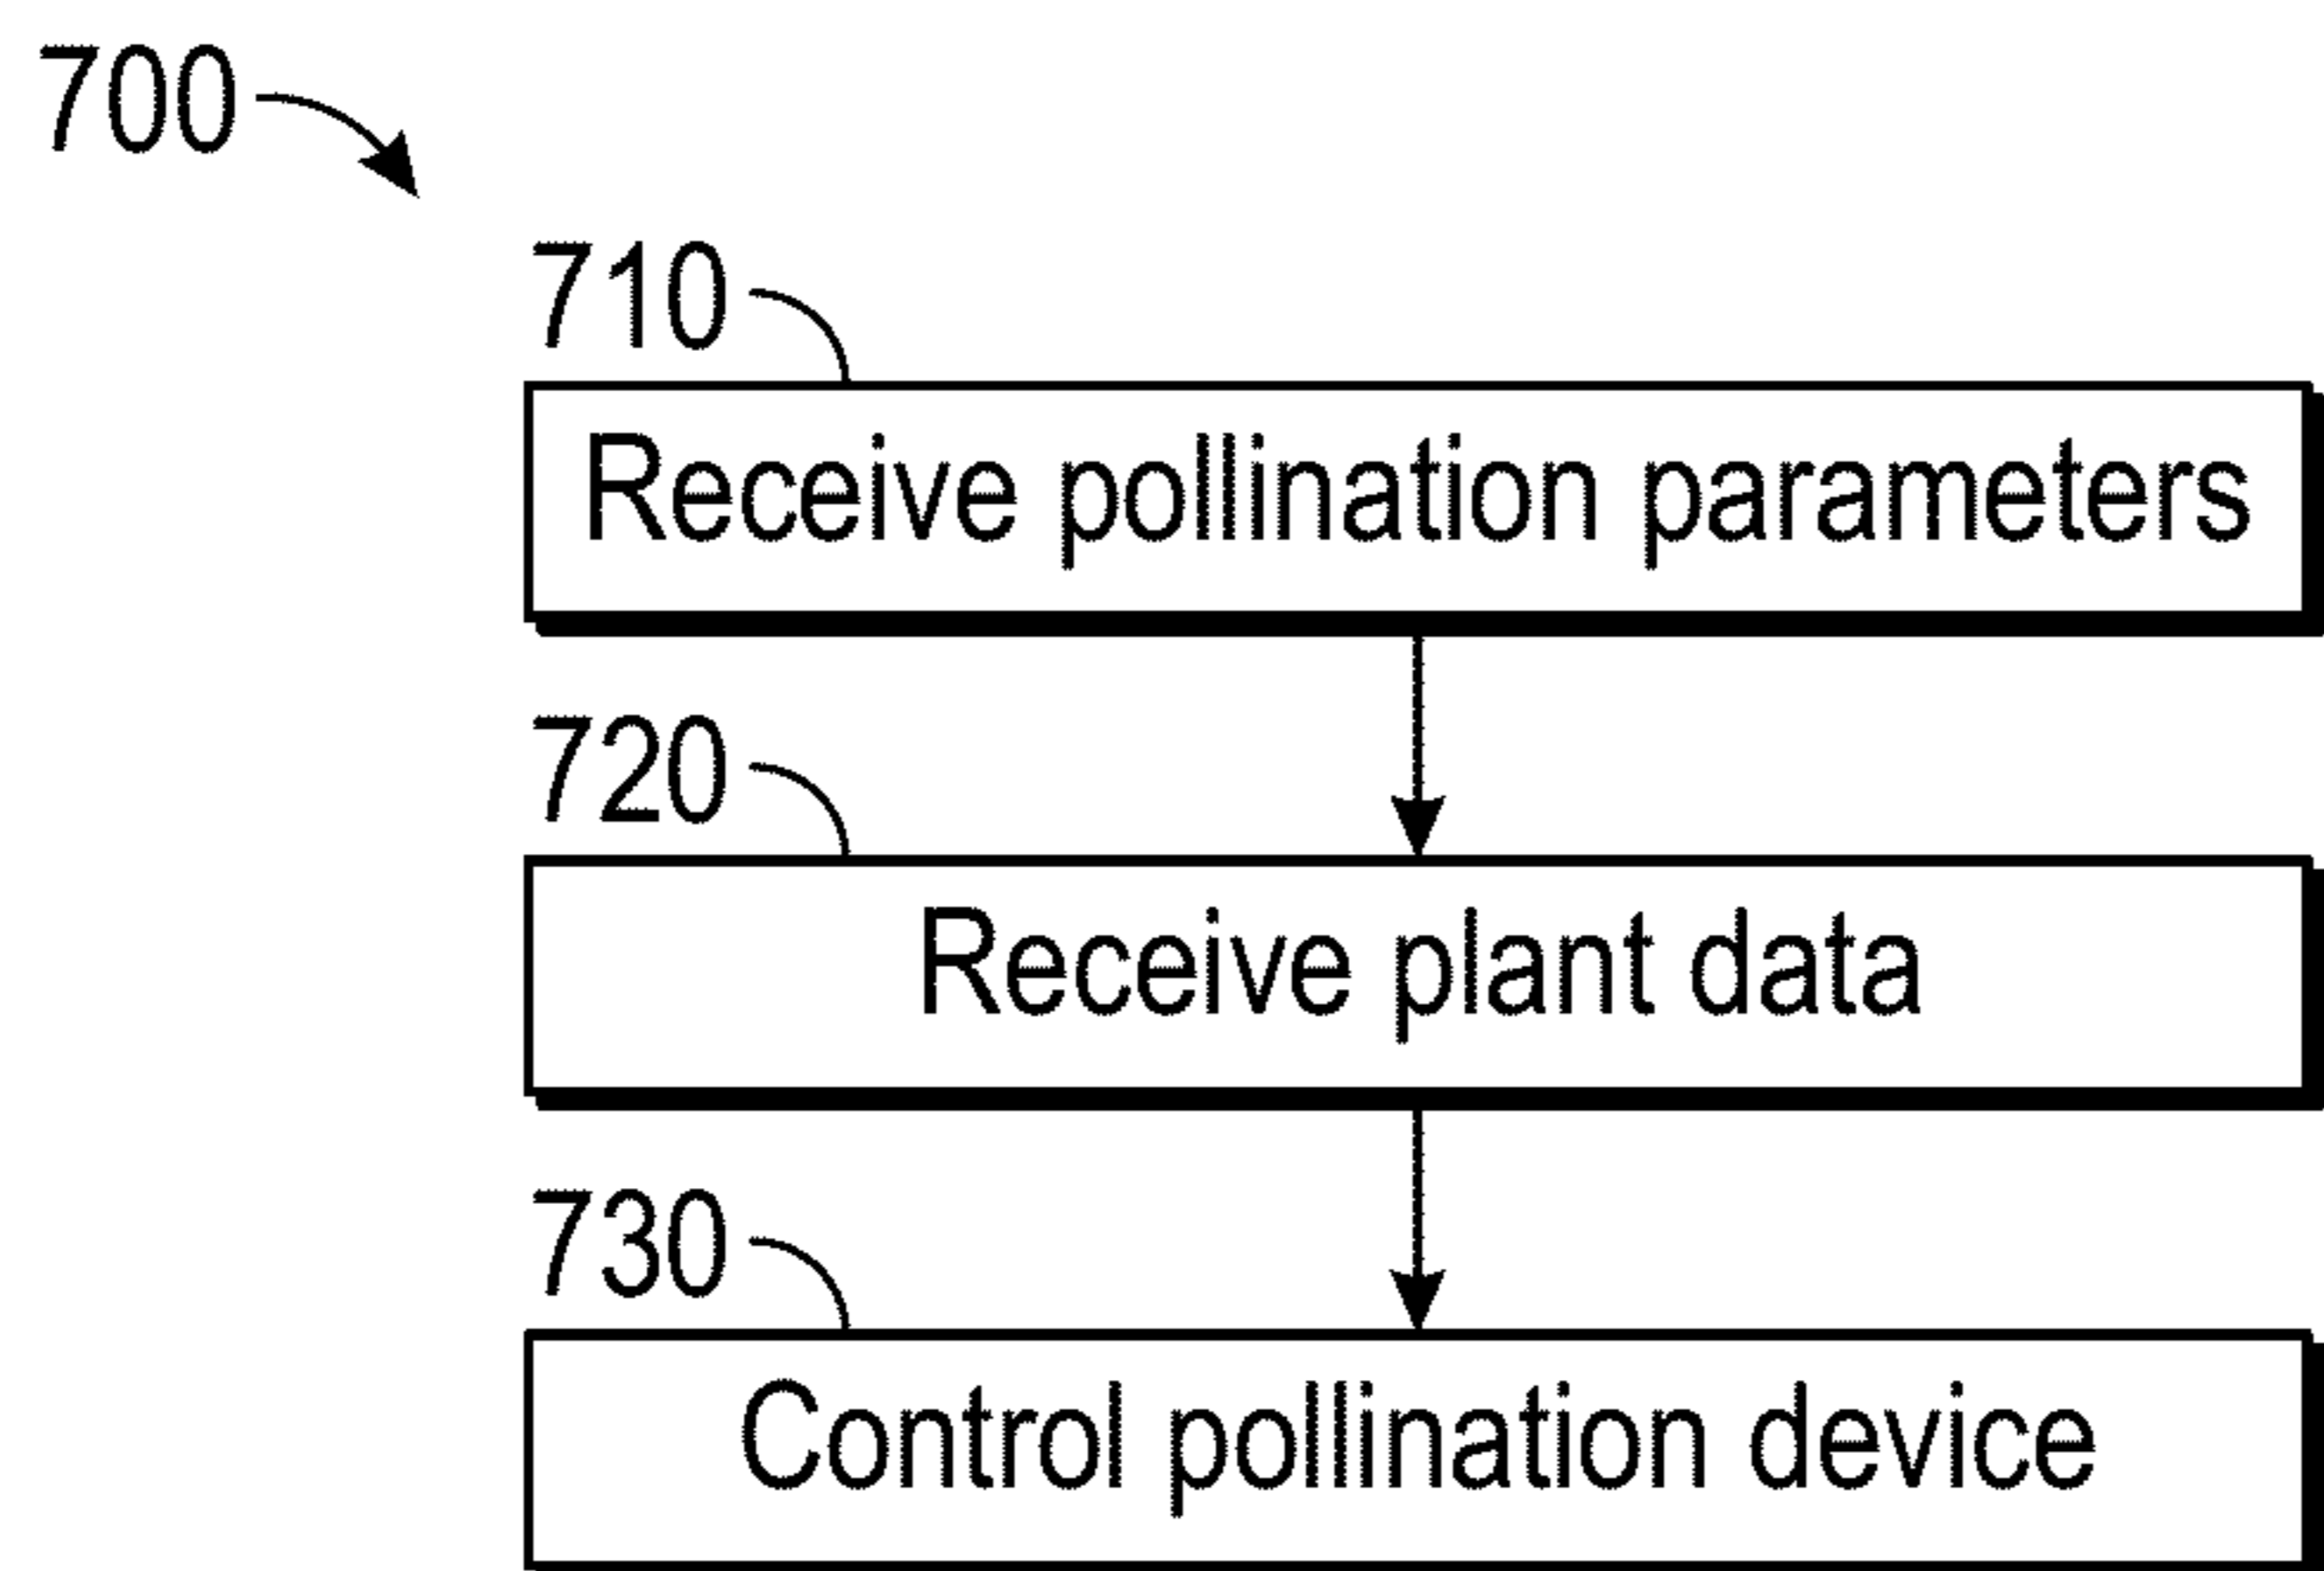 700
710
Receive pollination parameters
720
Receive plant data
730
Control pollination device